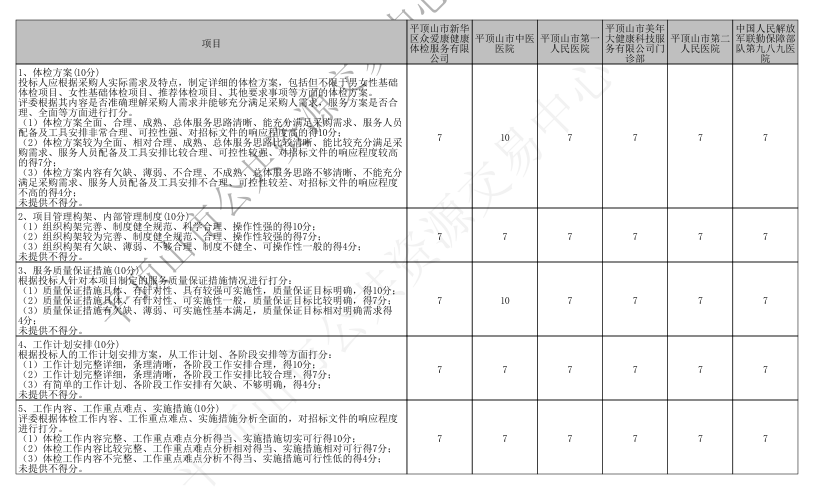 项目
平顶山市新华
区众爱康健康
体检服务有限
公司
平顶山市中医
医院
平顶山市第一
人民医院
平顶山市美年
大健康科技服
务有限公司门
诊部
平顶山市第二
人民医院
中国人民解放
军联勤保障部
队第九八九医
院
1、体检方案(10分)
投标人应根据采购人实际需求及特点，制定详细的体检方案，包括但不限于男女性基础
体检项目、女性基础体检项目、推荐体检项目、其他要求事项等方面的体检方案。
评委根据其内容是否准确理解采购人需求并能够充分满足采购人需求，服务方案是否合
理、全面等方面进行打分。
（1）体检方案全面、合理、成熟、总体服务思路清晰、能充分满足采购需求、服务人员
配备及工具安排非常合理、可控性强、对招标文件的响应程度高的得10分；
（2）体检方案较为全面、相对合理、成熟、总体服务思路比较清晰、能比较充分满足采
购需求、服务人员配备及工具安排比较合理、可控性较强、对招标文件的响应程度较高
的得7分；
（3）体检方案内容有欠缺、薄弱、不合理、不成熟、总体服务思路不够清晰、不能充分
满足采购需求、服务人员配备及工具安排不合理、可控性较差、对招标文件的响应程度
不高的得4分；
未提供不得分。
7 10 7 7 7 7
2、项目管理构架、内部管理制度(10分)
（1）组织构架完善、制度健全规范、科学合理、操作性强的得10分；
（2）组织构架较为完善、制度健全规范、合理、操作性较强的得7分；
（3）组织构架有欠缺、薄弱、不够合理、制度不健全、可操作性一般的得4分；
未提供不得分。
7 7 7 7 7 7
3、服务质量保证措施(10分)
根据投标人针对本项目制定的服务质量保证措施情况进行打分：
（1）质量保证措施具体、有针对性、具有较强可实施性，质量保证目标明确，得10分；
（2）质量保证措施具体、有针对性、可实施性一般，质量保证目标比较明确，得7分；
（3）质量保证措施有欠缺、薄弱、可实施性基本满足，质量保证目标相对明确需求得
4分；
未提供不得分。
7 10 7 7 7 7
4、工作计划安排(10分)
根据投标人的工作计划安排方案，从工作计划、各阶段安排等方面打分：
（1）工作计划完整详细，条理清晰，各阶段工作安排合理，得10分；
（2）工作计划完整详细，条理清晰，各阶段工作安排比较合理，得7分；
（3）有简单的工作计划、各阶段工作安排有欠缺、不够明确，得4分；
未提供不得分。
7 7 7 7 7 7
5、工作内容、工作重点难点、实施措施(10分)
评委根据体检工作内容、工作重点难点、实施措施分析全面的，对招标文件的响应程度
进行打分。
（1）体检工作内容完整、工作重点难点分析得当、实施措施切实可行得10分；
（2）体检工作内容比较完整、工作重点难点分析相对得当、实施措施相对可行得7分；
（3）体检工作内容不完整、工作重点难点分析不得当、实施措施可行性低的得4分；
未提供不得分。
7 7 7 7 7 7
平顶山市公共资源交易中心
平顶山市公共资源交易中心